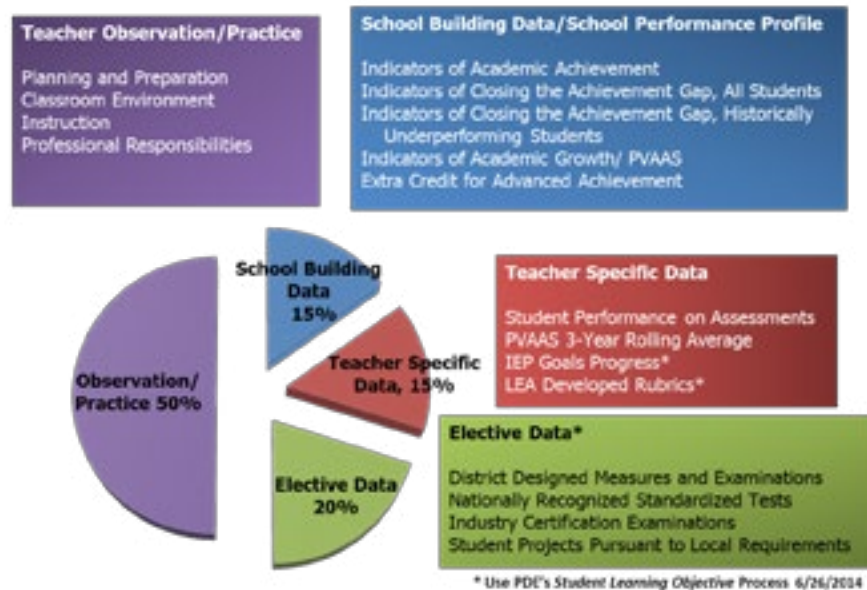 Teacher Observation/Practice
Planning and Preparation
Classroom Environment
Instruction
Professional Responsibilities
School Building Data/School Performance Profile
Indicators of Academic Achievement
Indicators of Closing the Achievement Gap, All Students
Indicators of Closing the Achievement Gap, Historically
Underperforming Students
Indicators of Academic Growth/ PVAAS
Extra Credit for Advanced Achievement
School Building
Data
15%
Teacher Specific
Data, 15%
Observation/
Practice 50%
Elective Data
20%
Teacher Specific Data
Student Performance on Assessments
PVAAS 3-Year Rolling Average
IEP Goals Progress*
LEA Developed Rubrics*
Elective Data*
District Designed Measures and Examinations
Nationally Recognized Standardized Tests
Industry Certification Examinations
Student Projects Pursuant to Local Requirements
* Use PDE's Student Learning Objective Process 6/26/2014